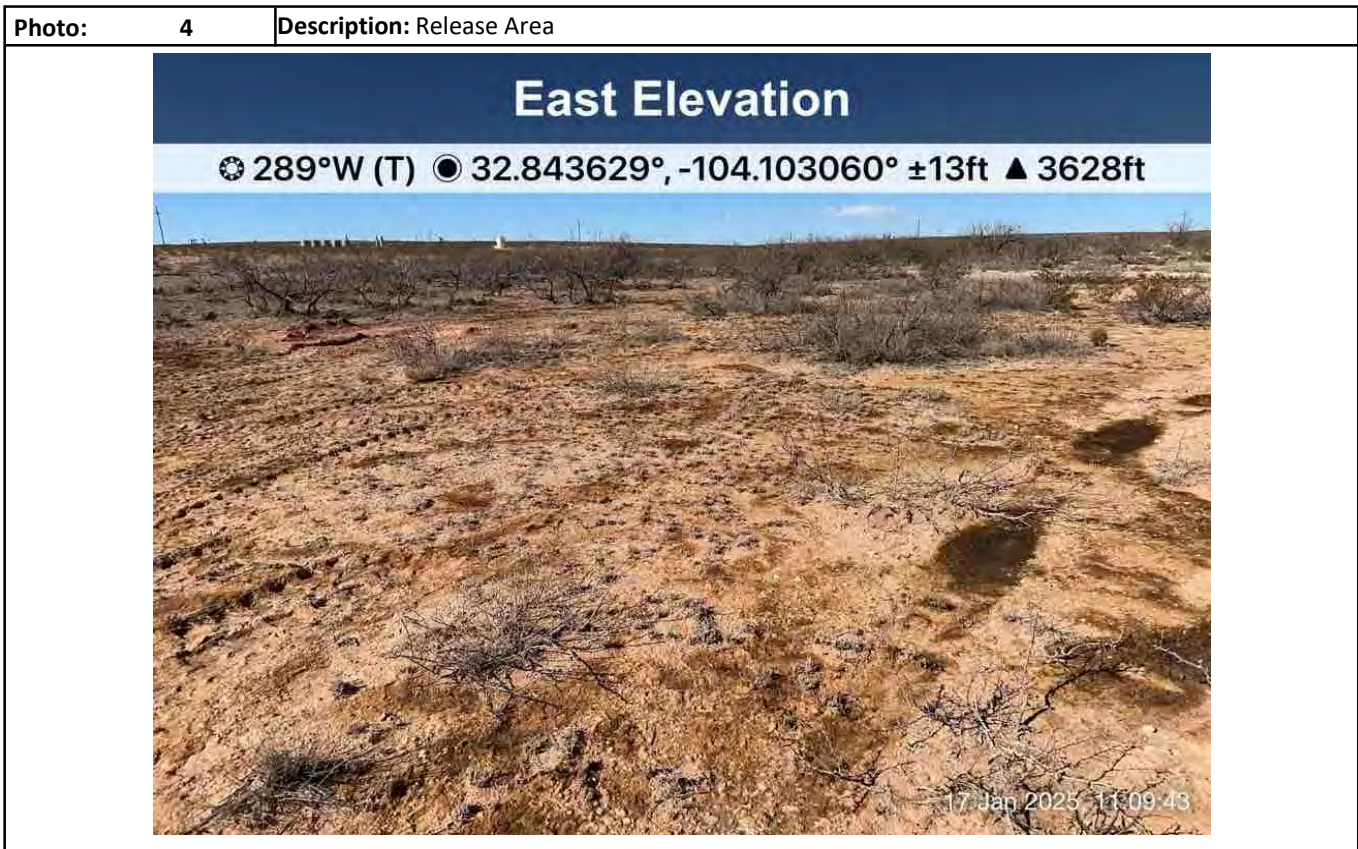 Photo: 4 Description: Release Area
East Elevation
289°W (T) 32.843629°, -104.103060° ±13ft ▲ 3628ft
17 Jan 2025, 11:09:43